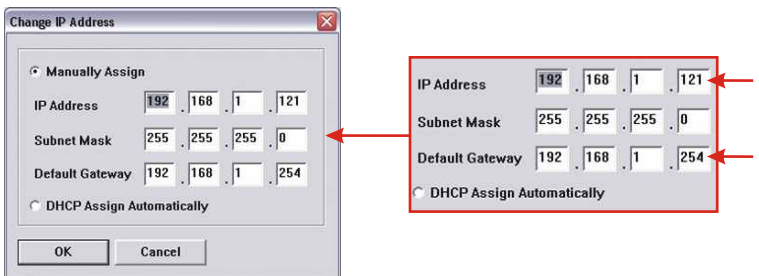 Change IP Address
Manually Assign
IP Address 192 . 168 . 1 . 121
Subnet Mask 255 . 255 . 255 . 0
Default Gateway 192 . 168 . 1 . 254
DHCP Assign Automatically
OK Cancel
IP Address 192 . 168 . 1 . 121
Subnet Mask 255 . 255 . 255 . 0
Default Gateway 192 . 168 . 1 . 254
DHCP Assign Automatically